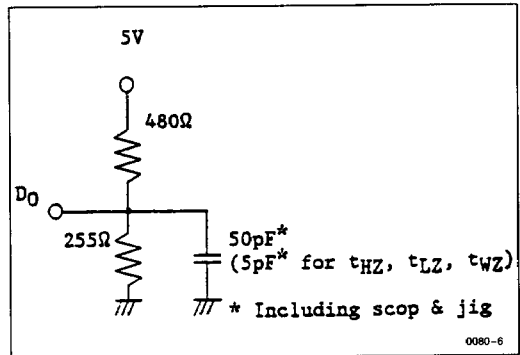 5V
480Ω
D₀
255Ω
50pF*
(5pF* for tHZ, tLZ, tWZ)
* Including scop & jig
0080-6